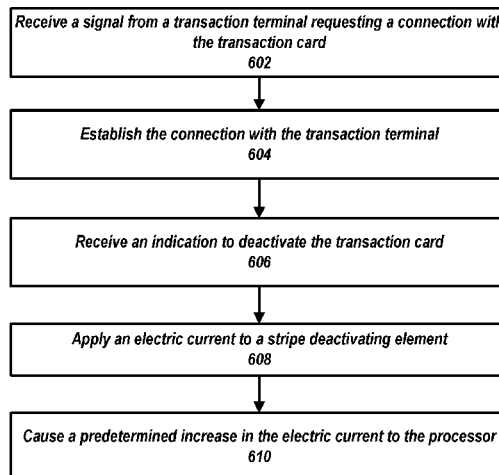 Receive a signal from a transaction terminal requesting a connection with
the transaction card
602
Establish the connection with the transaction terminal
604
Receive an indication to deactivate the transaction card
606
Apply an electric current to a stripe deactivating element
608
Cause a predetermined increase in the electric current to the processor
610